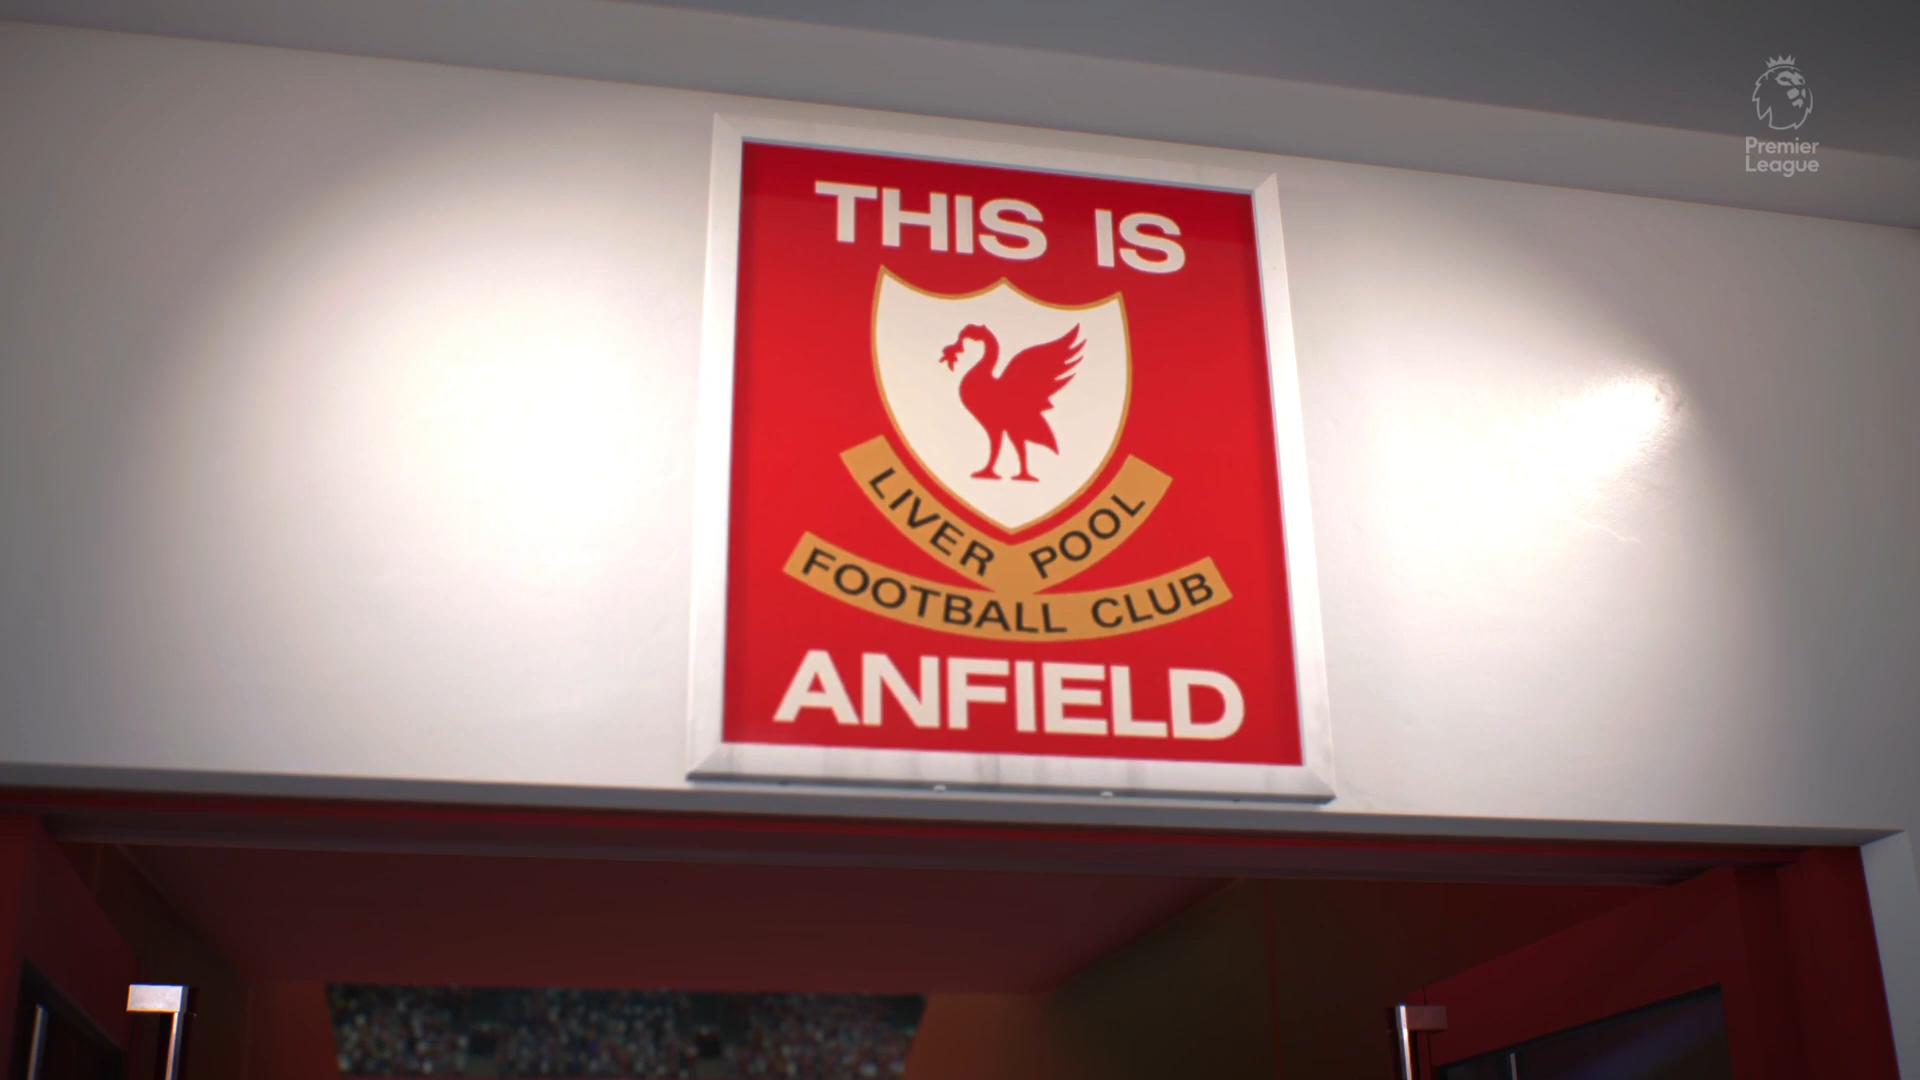 THIS IS
LIVER POOL
FOOTBALL CLUB
ANFIELD
Premier
League